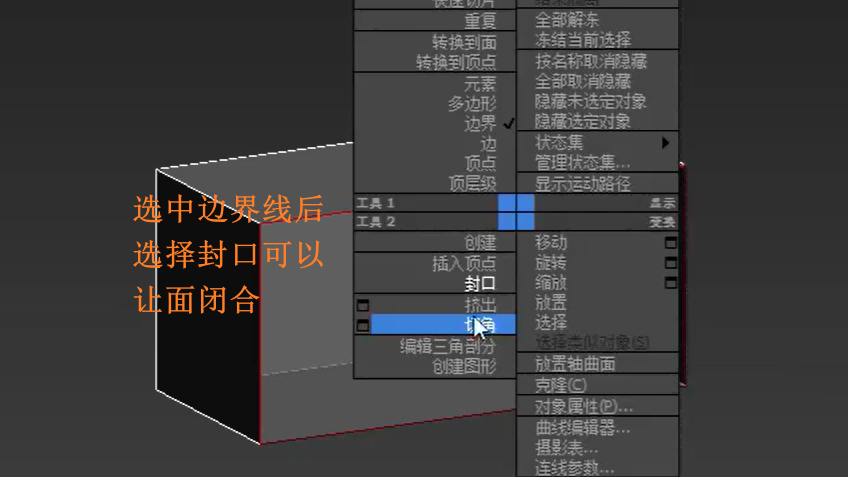 快速切片
重复
转换到面
转换到顶点
元素
多边形
边界
边
顶点
顶层级
工具 1
工具 2
创建
插入顶点
封口
挤出
切角
编辑三角剖分
创建图形
全部解冻
冻结当前选择
按名称取消隐藏
全部取消隐藏
隐藏未选定对象
隐藏选定对象
状态集
管理状态集...
显示运动路径
显示
变换
移动
旋转
缩放
放置
选择
选择类似对象(S)
放置轴曲面
克隆(C)
对象属性(P)...
曲线编辑器...
摄影表...
连线参数...
选中边界线后
选择封口可以
让面闭合